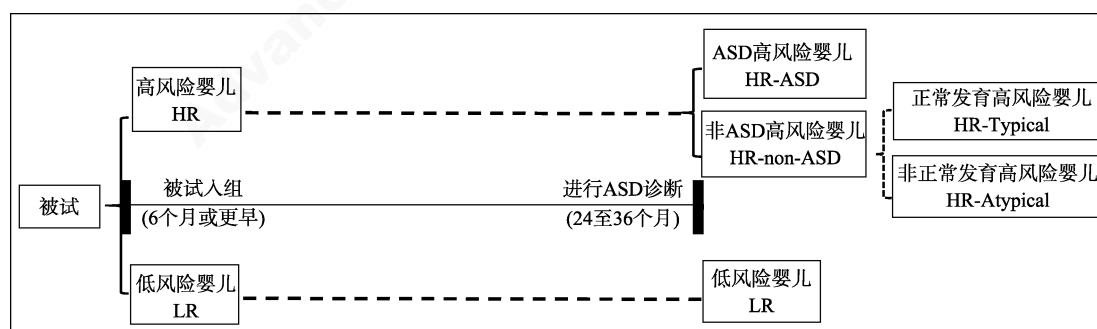 ASD高风险婴儿
HR-ASD
高风险婴儿
HR
正常发育高风险婴儿
HR-Typical
非ASD高风险婴儿
HR-non-ASD
非正常发育高风险婴儿
HR-Atypical
被试
被试入组
(6个月或更早)
进行ASD诊断
(24至36个月)
低风险婴儿
LR
低风险婴儿
LR